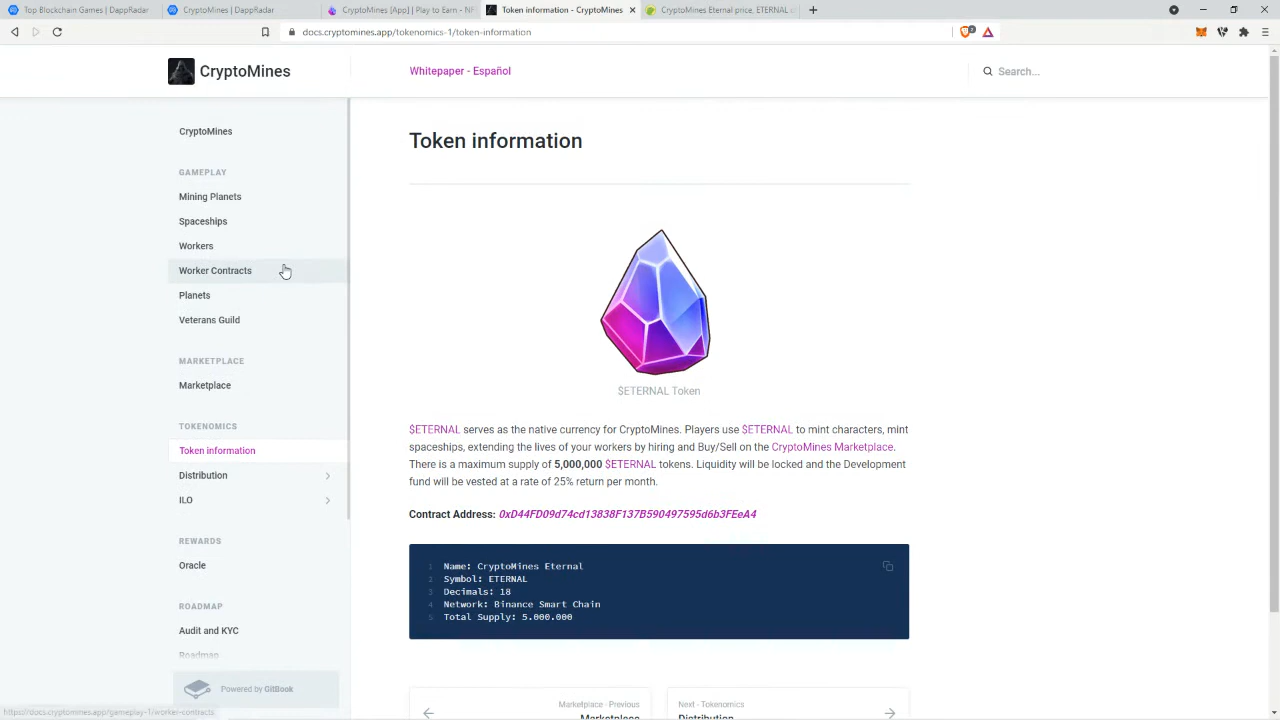 Top Blockchain Games | DappRadar
CryptoMines | DappRadar
CryptoMines [App] | Play to Earn - NF
Token information - CryptoMines
CryptoMines Eternal price, ETERNAL c
docs.cryptomines.app/tokenomics-1/token-information
CryptoMines
Whitepaper - Español
Search...
CryptoMines
GAMEPLAY
Mining Planets
Spaceships
Workers
Worker Contracts
Planets
Veterans Guild
MARKETPLACE
Marketplace
TOKENOMICS
Token information
Distribution
ILO
REWARDS
Oracle
ROADMAP
Audit and KYC
Roadmap
Powered by GitBook
Token information
$ETERNAL Token
$ETERNAL serves as the native currency for CryptoMines. Players use $ETERNAL to mint characters, mint
spaceships, extending the lives of your workers by hiring and Buy/Sell on the CryptoMines Marketplace.
There is a maximum supply of 5,000,000 $ETERNAL tokens. Liquidity will be locked and the Development
fund will be vested at a rate of 25% return per month.
Contract Address: 0xD44FD09d74cd13838F137B590497595d6b3FEeA4
1 Name: CryptoMines Eternal
2 Symbol: ETERNAL
3 Decimals: 18
4 Network: Binance Smart Chain
5 Total Supply: 5.000.000
Marketplace - Previous
Marketplace
Next - Tokenomics
Distribution
https://docs.cryptomines.app/gameplay-1/worker-contracts